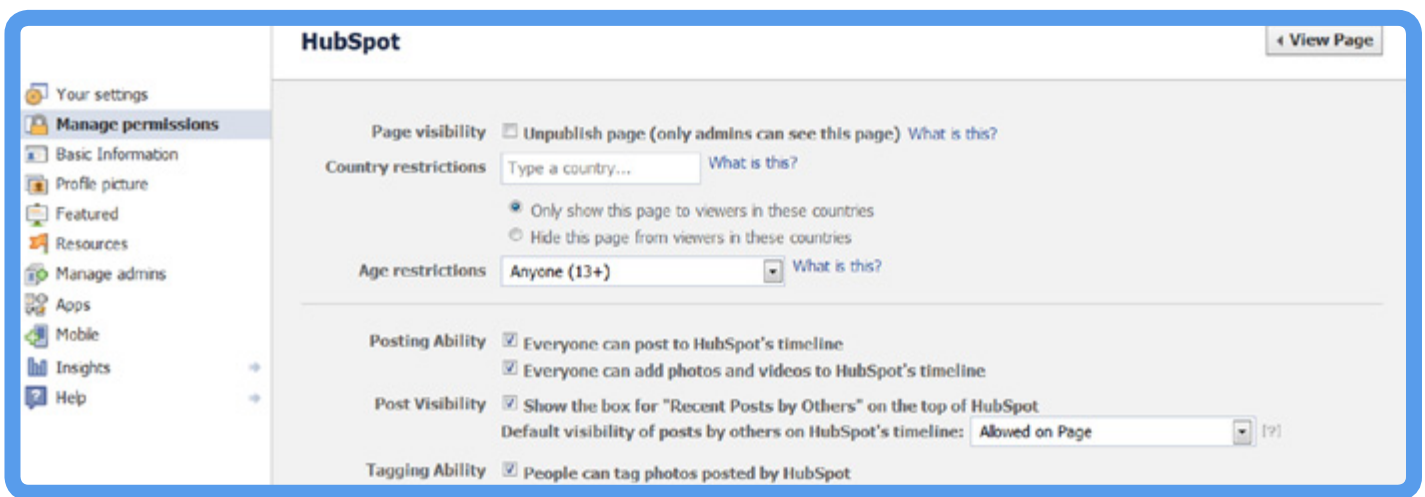 HubSpot
View Page
Your settings
Manage permissions
Basic Information
Profile picture
Featured
Resources
Manage admins
Apps
Mobile
Insights
Help
Page visibility Unpublish page (only admins can see this page) What is this?
Country restrictions Type a country... What is this?
Only show this page to viewers in these countries
Hide this page from viewers in these countries
Age restrictions Anyone (13+) What is this?
Posting Ability Everyone can post to HubSpot's timeline
Everyone can add photos and videos to HubSpot's timeline
Post Visibility Show the box for "Recent Posts by Others" on the top of HubSpot
Default visibility of posts by others on HubSpot's timeline: Allowed on Page [?]
Tagging Ability People can tag photos posted by HubSpot